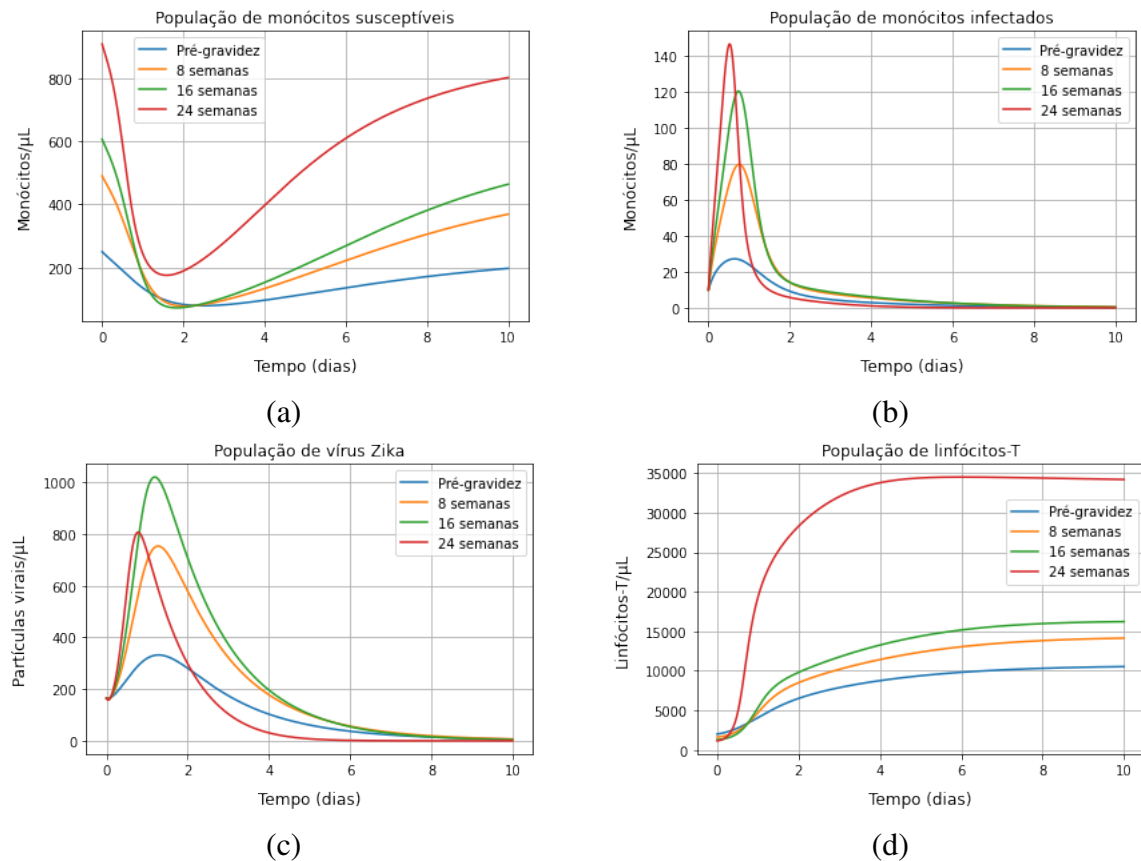 População de monócitos susceptíveis
Monócitos/µL
800
600
400
200
Pré-gravidez
8 semanas
16 semanas
24 semanas
0 2 4 6 8 10
Tempo (dias)
(a)
População de monócitos infectados
Monócitos/µL
140
120
100
80
60
40
20
0
Pré-gravidez
8 semanas
16 semanas
24 semanas
0 2 4 6 8 10
Tempo (dias)
(b)
População de vírus Zika
Partículas virais/µL
1000
800
600
400
200
0
Pré-gravidez
8 semanas
16 semanas
24 semanas
0 2 4 6 8 10
Tempo (dias)
(c)
População de linfócitos-T
Linfócitos-T/µL
35000
30000
25000
20000
15000
10000
5000
0
Pré-gravidez
8 semanas
16 semanas
24 semanas
0 2 4 6 8 10
Tempo (dias)
(d)